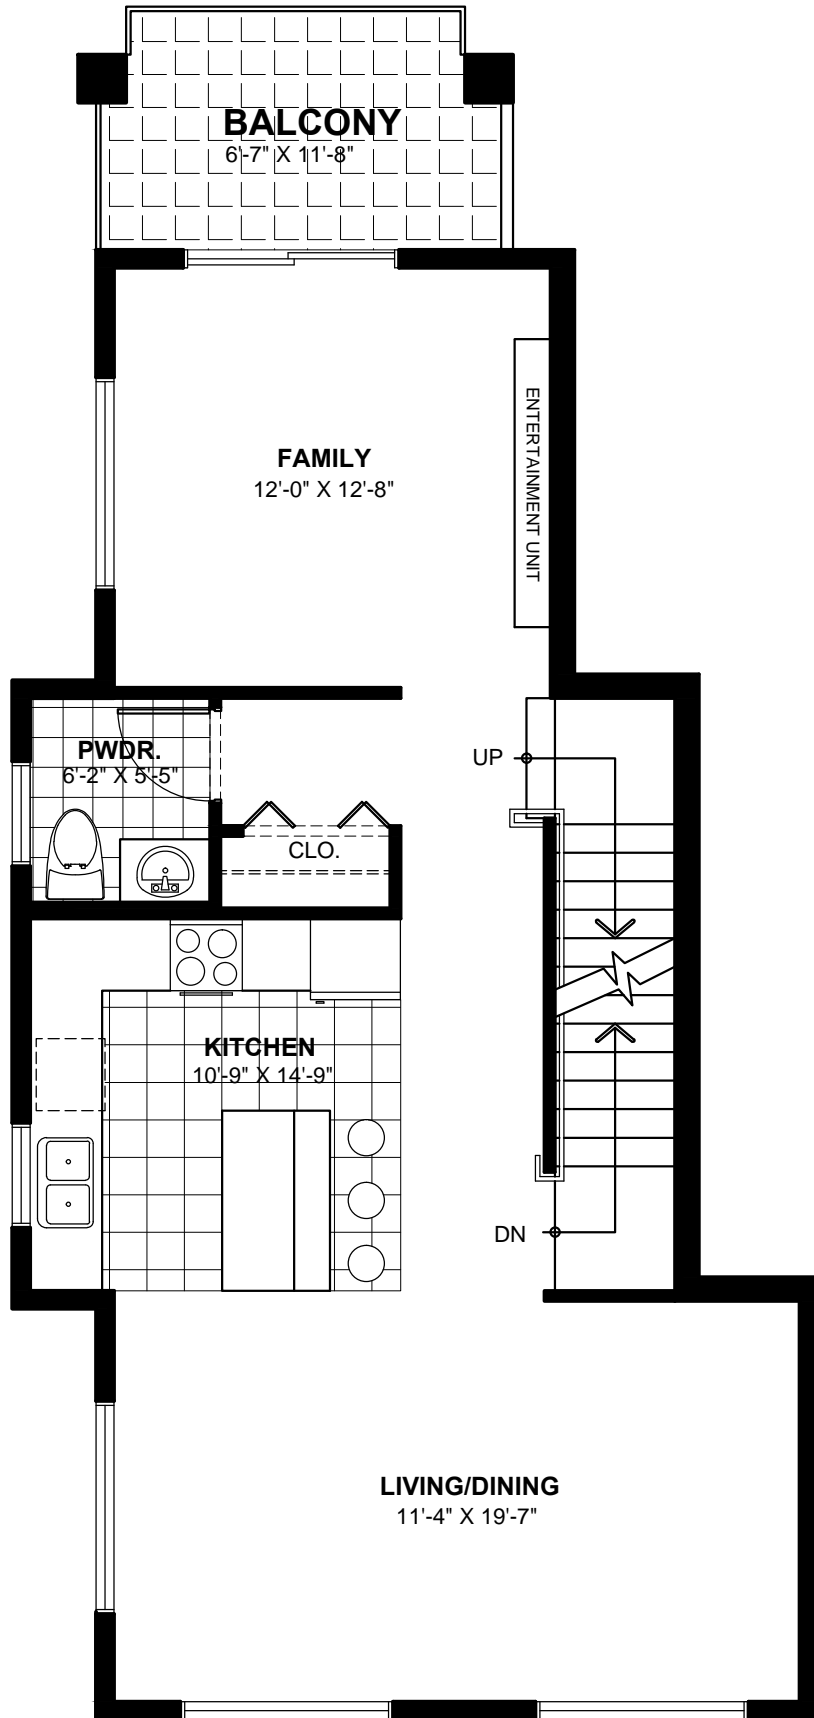 BALCONY
6'-7" X 11'-8"
ENTERTAINMENT UNIT
FAMILY
12'-0" X 12'-8"
PWDR.
6'-2" X 5'-5"
UP
CLO.
KITCHEN
10'-9" X 14'-9"
DN
LIVING/DINING
11'-4" X 19'-7"